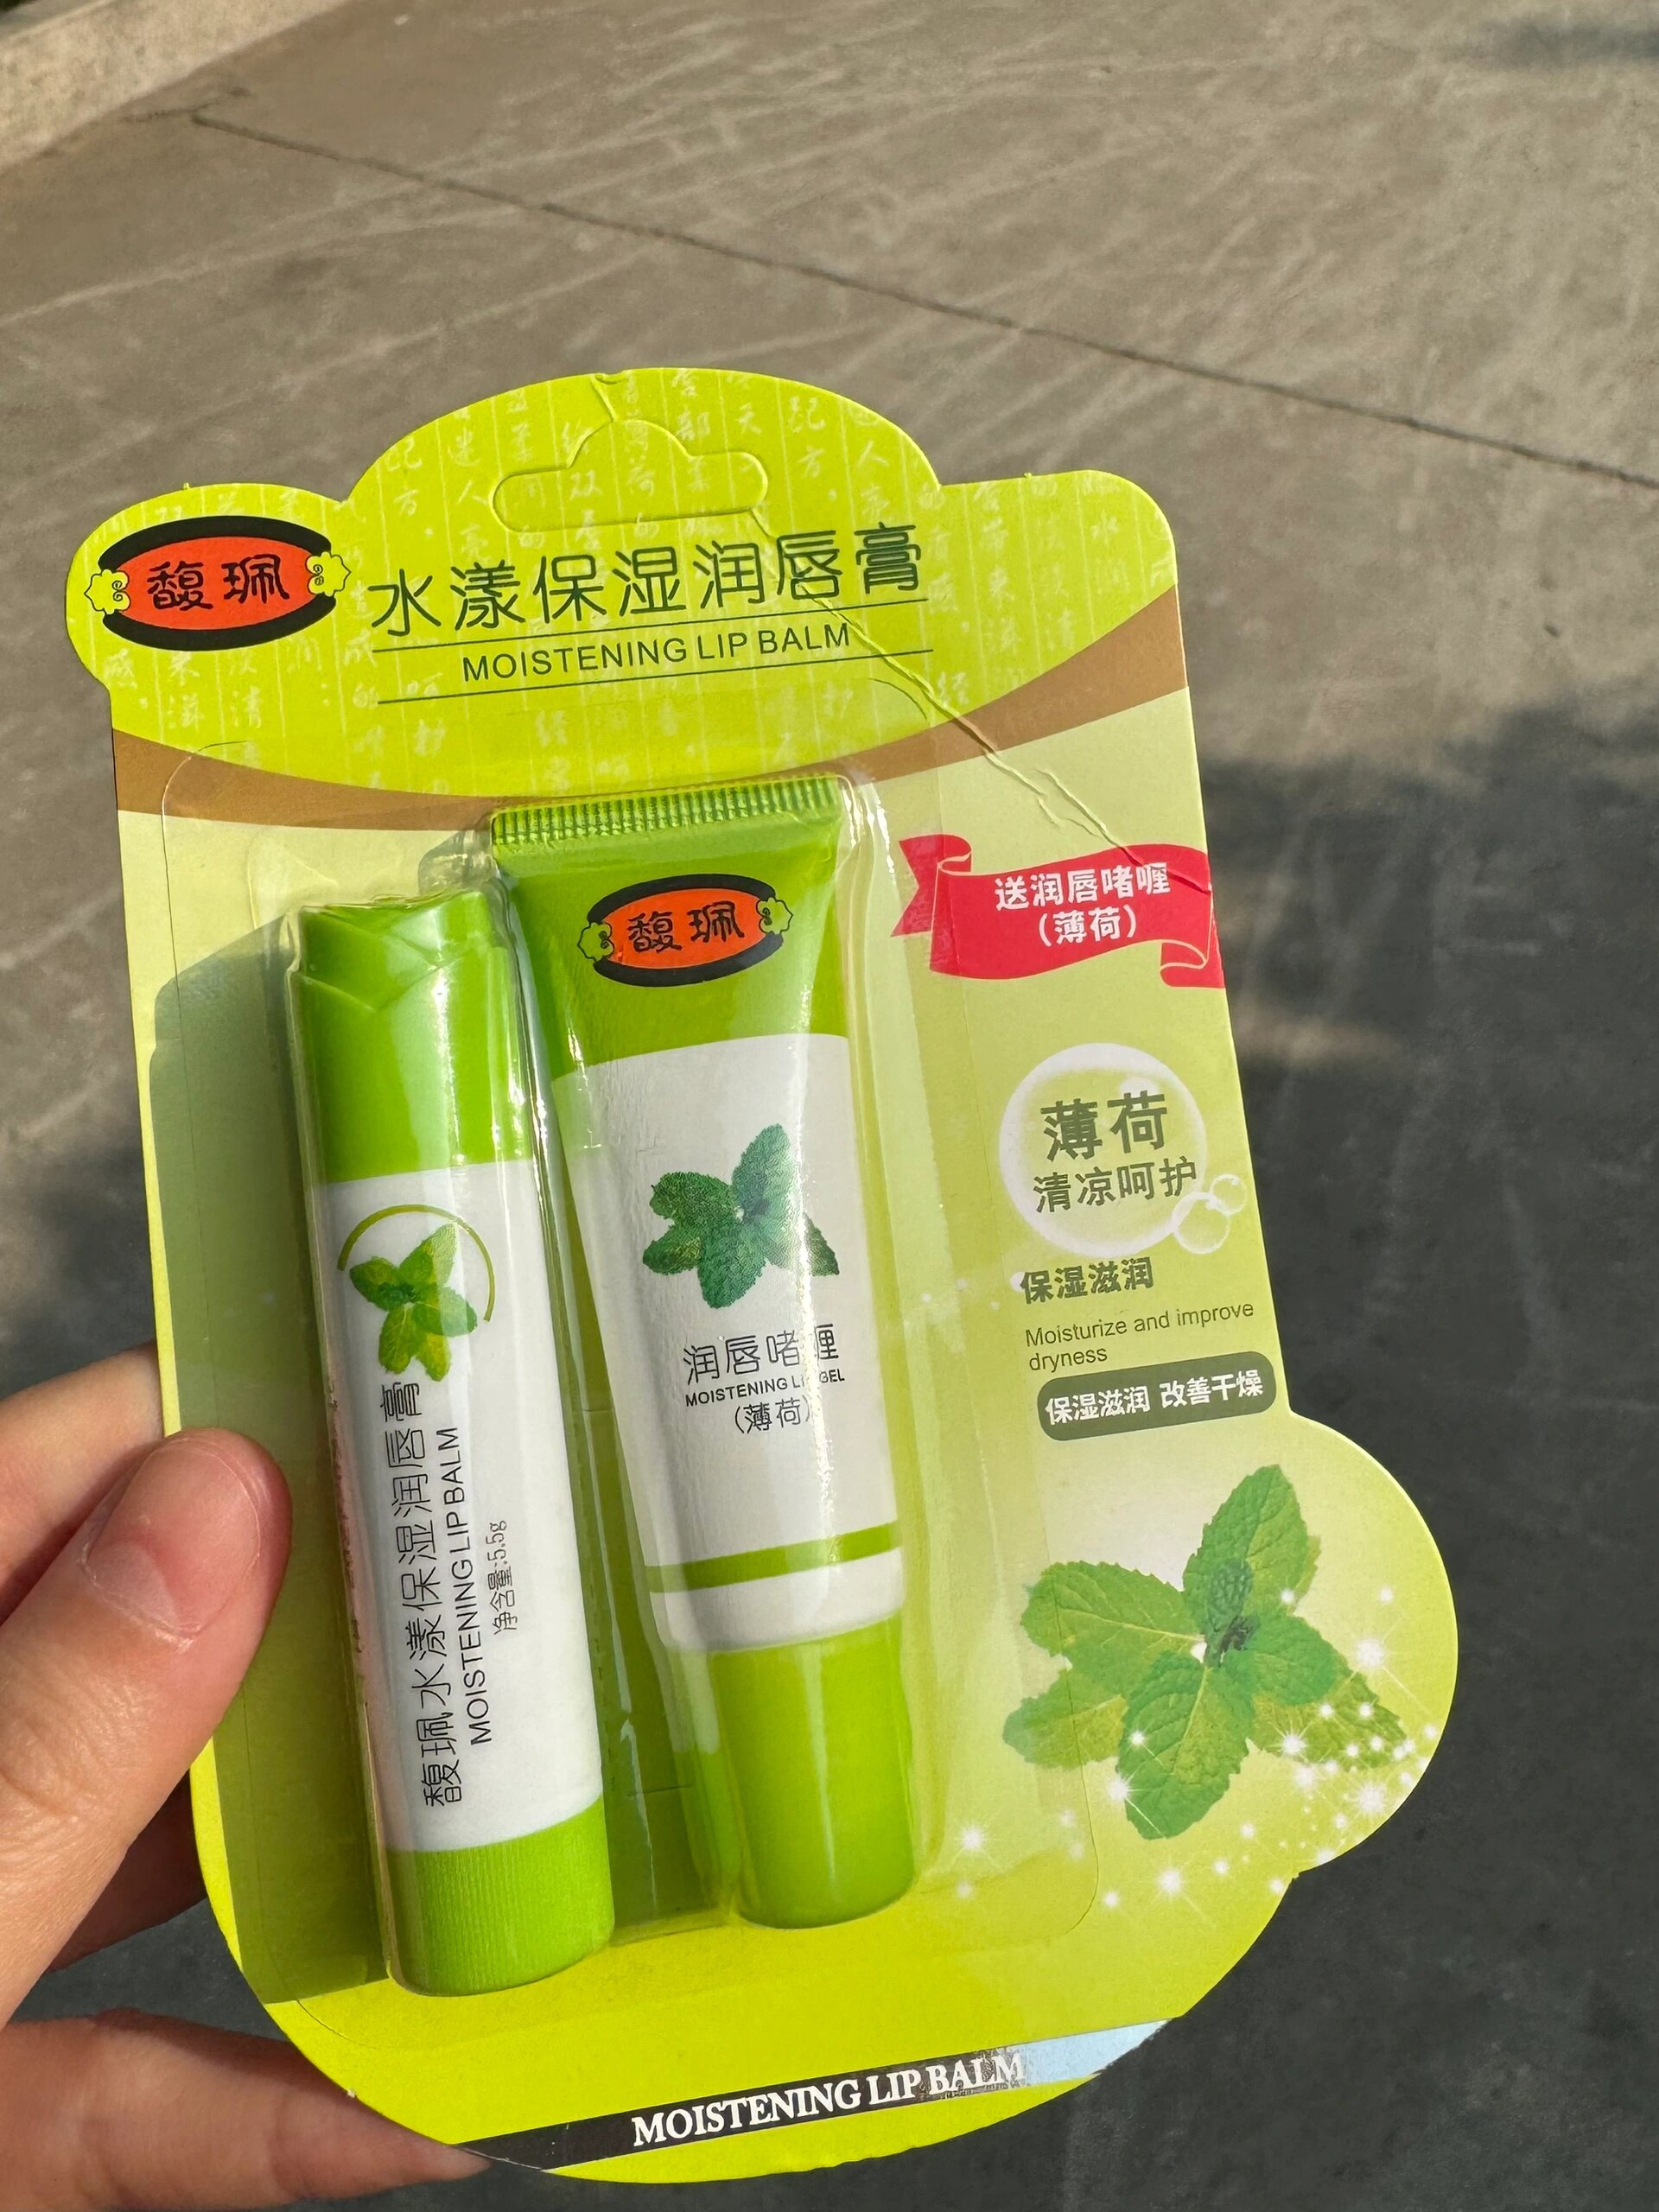 馥珮
水漾保湿润唇膏
MOISTENING LIP BALM
馥珮
送润唇啫喱
（薄荷）
薄荷
清凉呵护
保湿滋润
Moisturize and improve
dryness
保湿滋润 改善干燥
润唇啫喱
MOISTENING LIP GEL
（薄荷）
馥珮水漾保湿润唇膏
MOISTENING LIP BALM
净含量:5.5g
MOISTENING LIP BALM